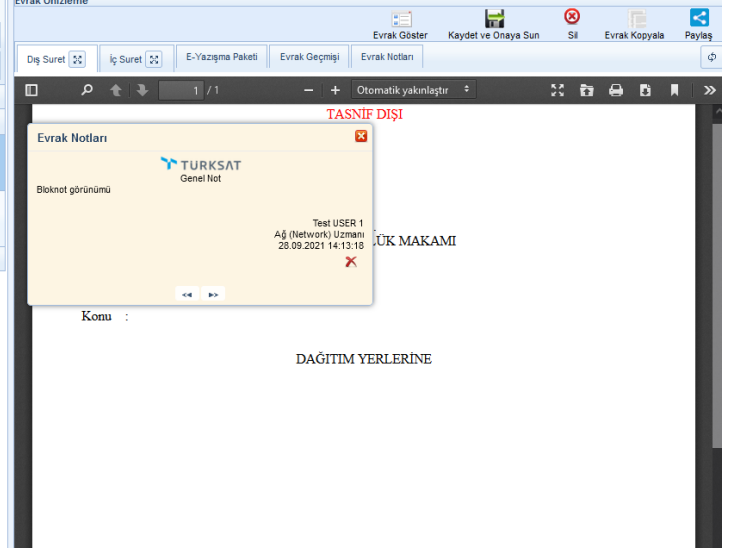 Evrak Önizleme
Evrak Göster
Kaydet ve Onaya Sun
Sil
Evrak Kopyala
Paylaş
Dış Suret
İç Suret
E-Yazışma Paketi
Evrak Geçmişi
Evrak Notları
1 / 1
Otomatik yakınlaştır
TASNİF DIŞI
Evrak Notları
TURKSAT
Genel Not
Bloknot görünümü
Test USER 1
Ağ (Network) Uzmanı
28.09.2021 14:13:18
LÜK MAKAMI
Konu :
DAĞITIM YERLERİNE